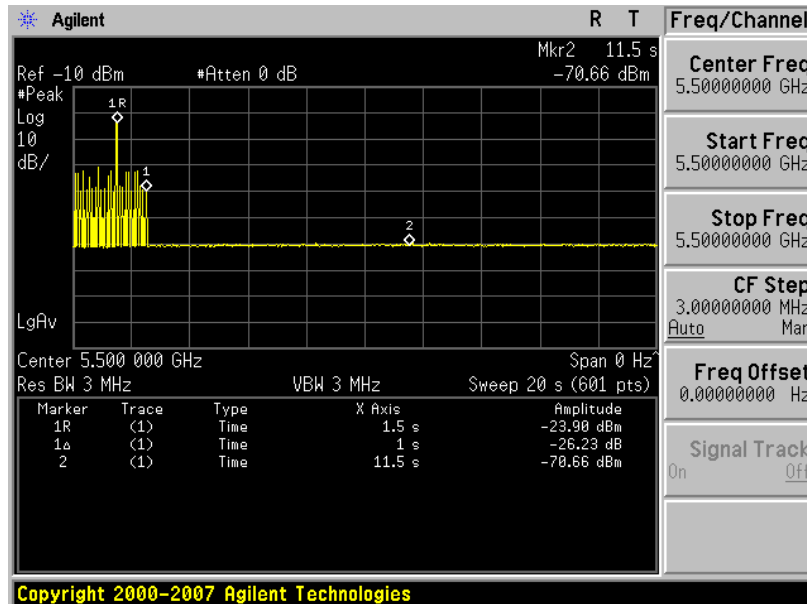 Agilent R T Freq/Channel
Mkr2 11.5 s
Ref -10 dBm #Atten 0 dB -70.66 dBm
#Peak
Log
10
dB/
1R
1
2
LgAv
Center 5.500 000 GHz Span 0 Hz^
Res BW 3 MHz VBW 3 MHz Sweep 20 s (601 pts)
Marker Trace Type X Axis Amplitude
1R (1) Time 1.5 s -23.90 dBm
1Δ (1) Time 1 s -26.23 dB
2 (1) Time 11.5 s -70.66 dBm
Center Freq
5.50000000 GHz
Start Freq
5.50000000 GHz
Stop Freq
5.50000000 GHz
CF Step
3.00000000 MHz
Auto Man
Freq Offset
0.00000000 Hz
Signal Track
On Off
Copyright 2000-2007 Agilent Technologies